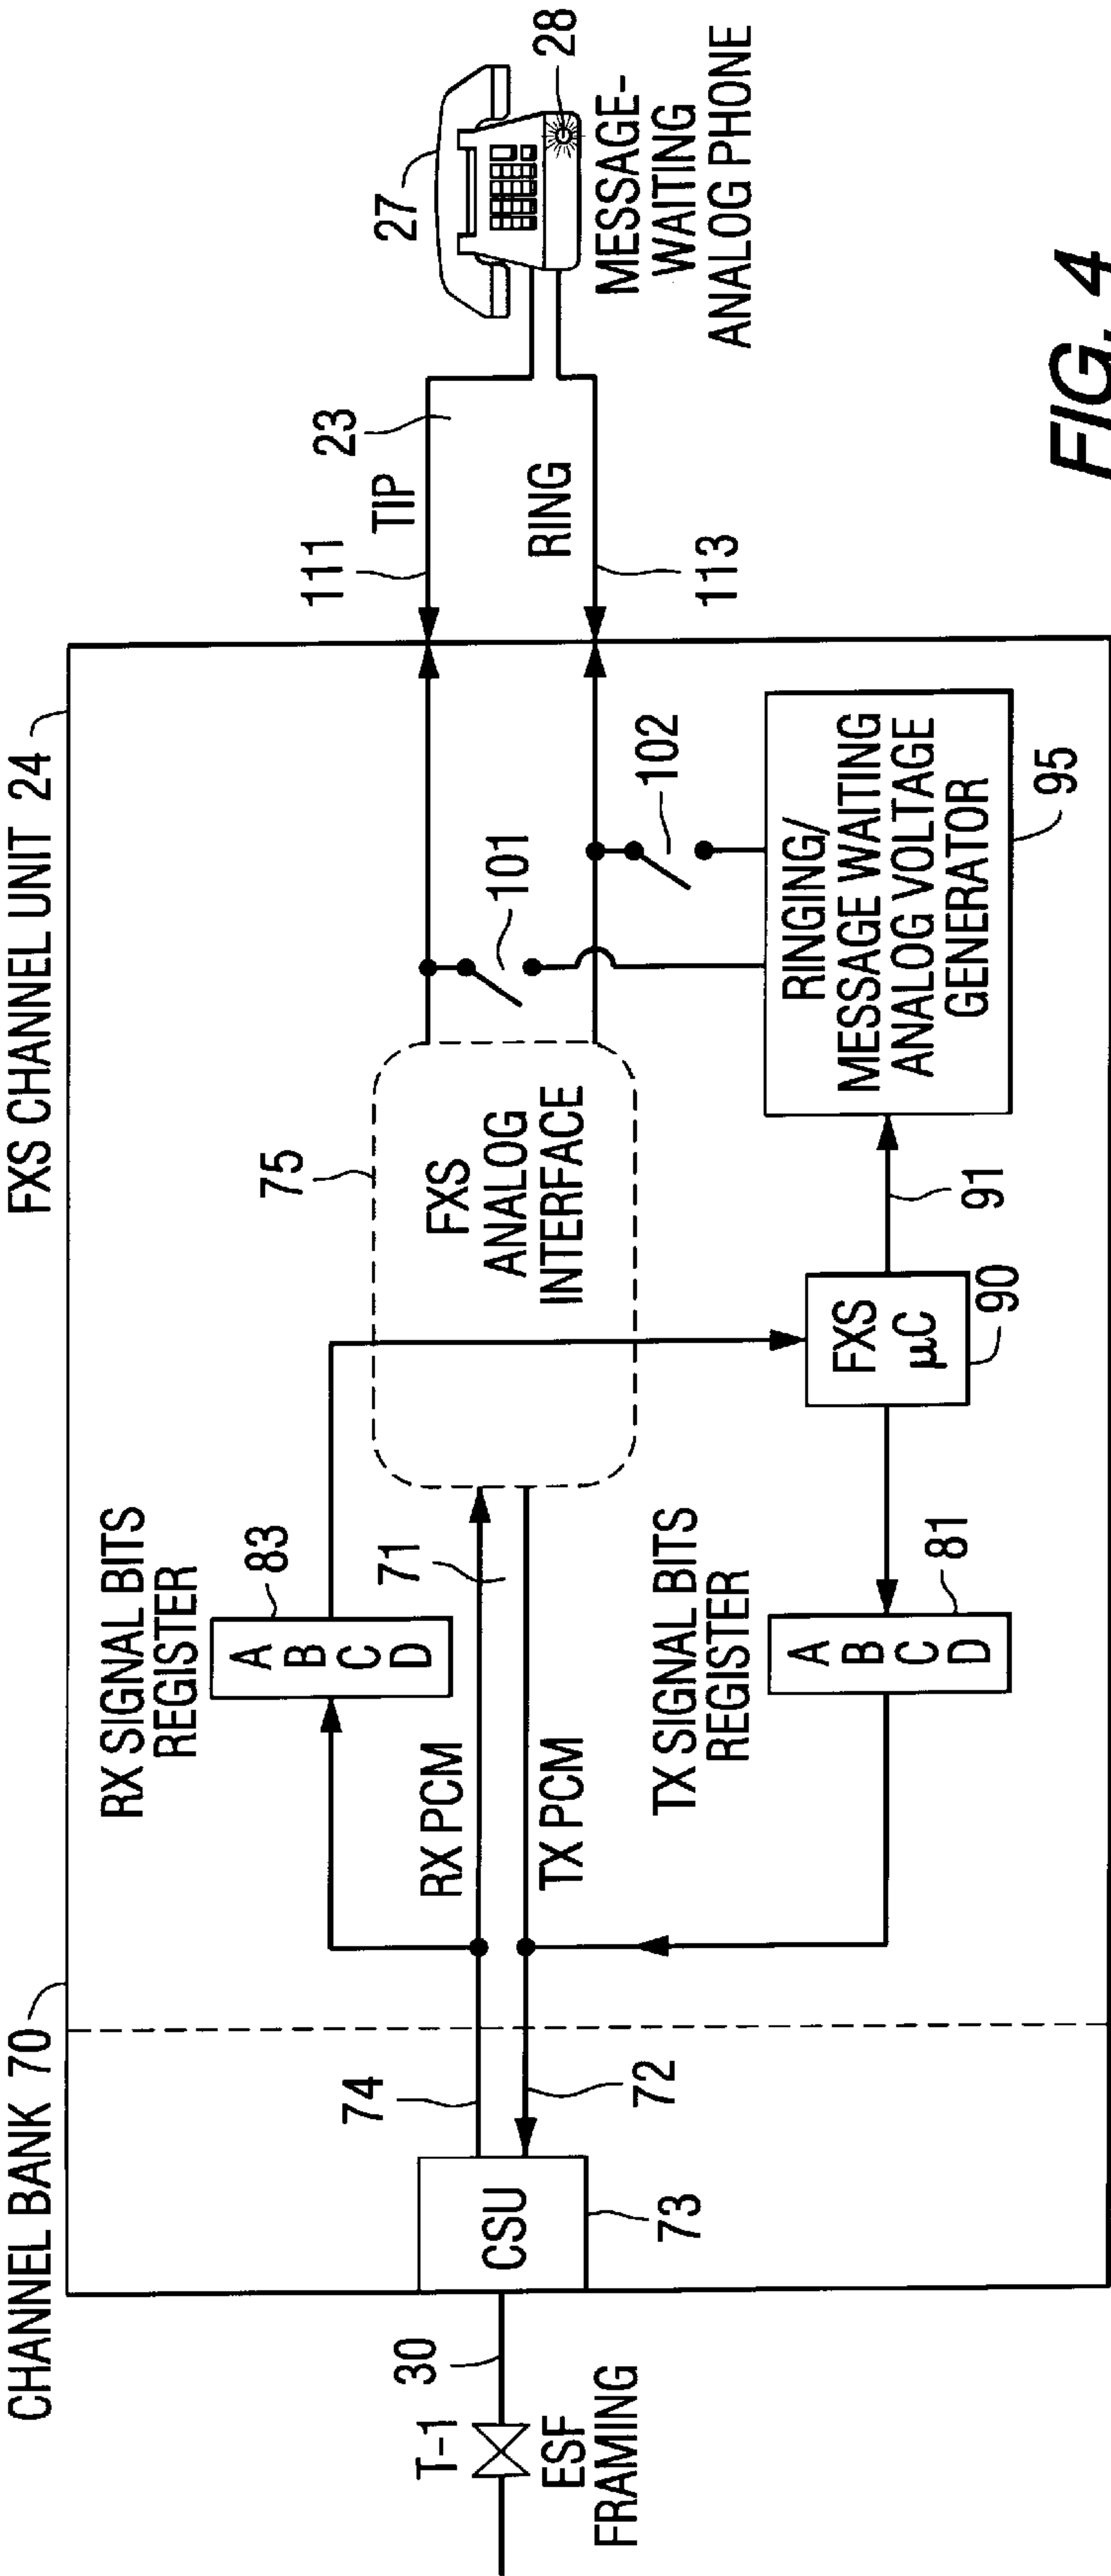 CHANNEL BANK 70
FXS CHANNEL UNIT 24
T-1
30
ESF
FRAMING
CSU
73
74
72
RX SIGNAL BITS
REGISTER
A B C D
83
RX PCM
71
TX PCM
TX SIGNAL BITS
REGISTER
A B C D
81
75
FXS
ANALOG
INTERFACE
FXS
µC
90
91
101
102
RINGING/
MESSAGE WAITING
ANALOG VOLTAGE
GENERATOR
95
111
TIP
23
RING
113
27
28
MESSAGE-
WAITING
ANALOG PHONE
FIG. 4